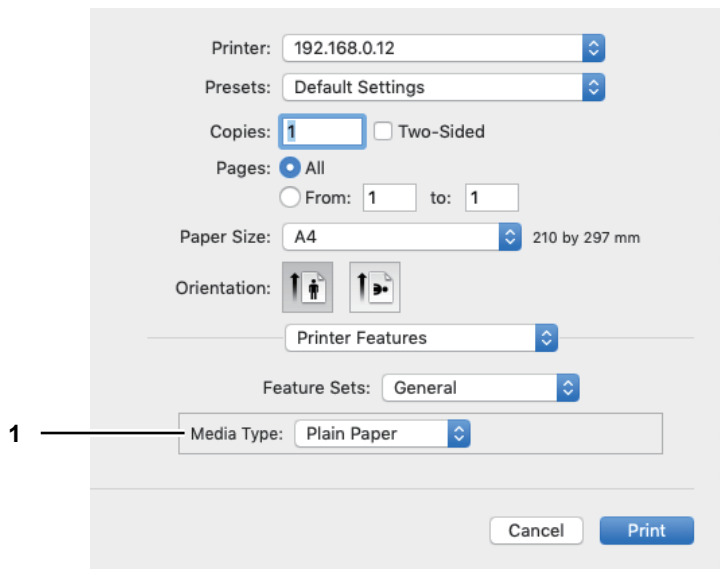 Printer: 192.168.0.12
Presets: Default Settings
Copies: 1 Two-Sided
Pages: All
From: 1 to: 1
Paper Size: A4 210 by 297 mm
Orientation:
Printer Features
Feature Sets: General
1 Media Type: Plain Paper
Cancel Print